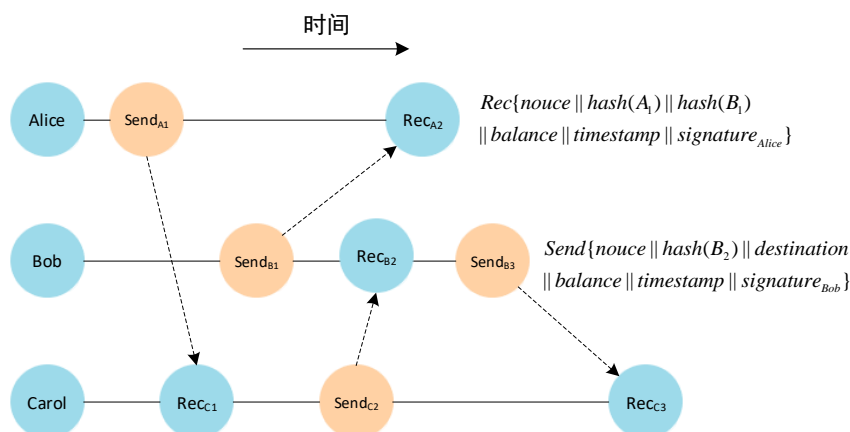 时间
Alice
Send_A1
Rec_A2
Rec{nouce || hash(A_1) || hash(B_1)
|| balance || timestamp || signature_Alice}
Bob
Send_B1
Rec_B2
Send_B3
Send{nouce || hash(B_2) || destination
|| balance || timestamp || signature_Bob}
Carol
Rec_C1
Send_C2
Rec_C3